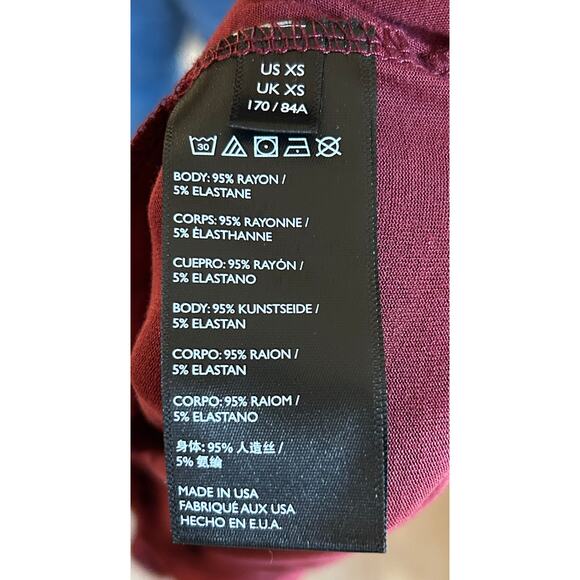 US XS
UK XS
170 / 84A
30
BODY: 95% RAYON /
5% ELASTANE
CORPS: 95% RAYONNE /
5% ÉLASTHANNE
CUEPRO: 95% RAYÓN /
5% ELASTANO
BODY: 95% KUNSTSEIDE /
5% ELASTAN
CORPO: 95% RAION /
5% ELASTAN
CORPO: 95% RAIOM /
5% ELASTANO
身体: 95% 人造丝 /
5% 氨纶
MADE IN USA
FABRIQUÉ AUX USA
HECHO EN E.U.A.